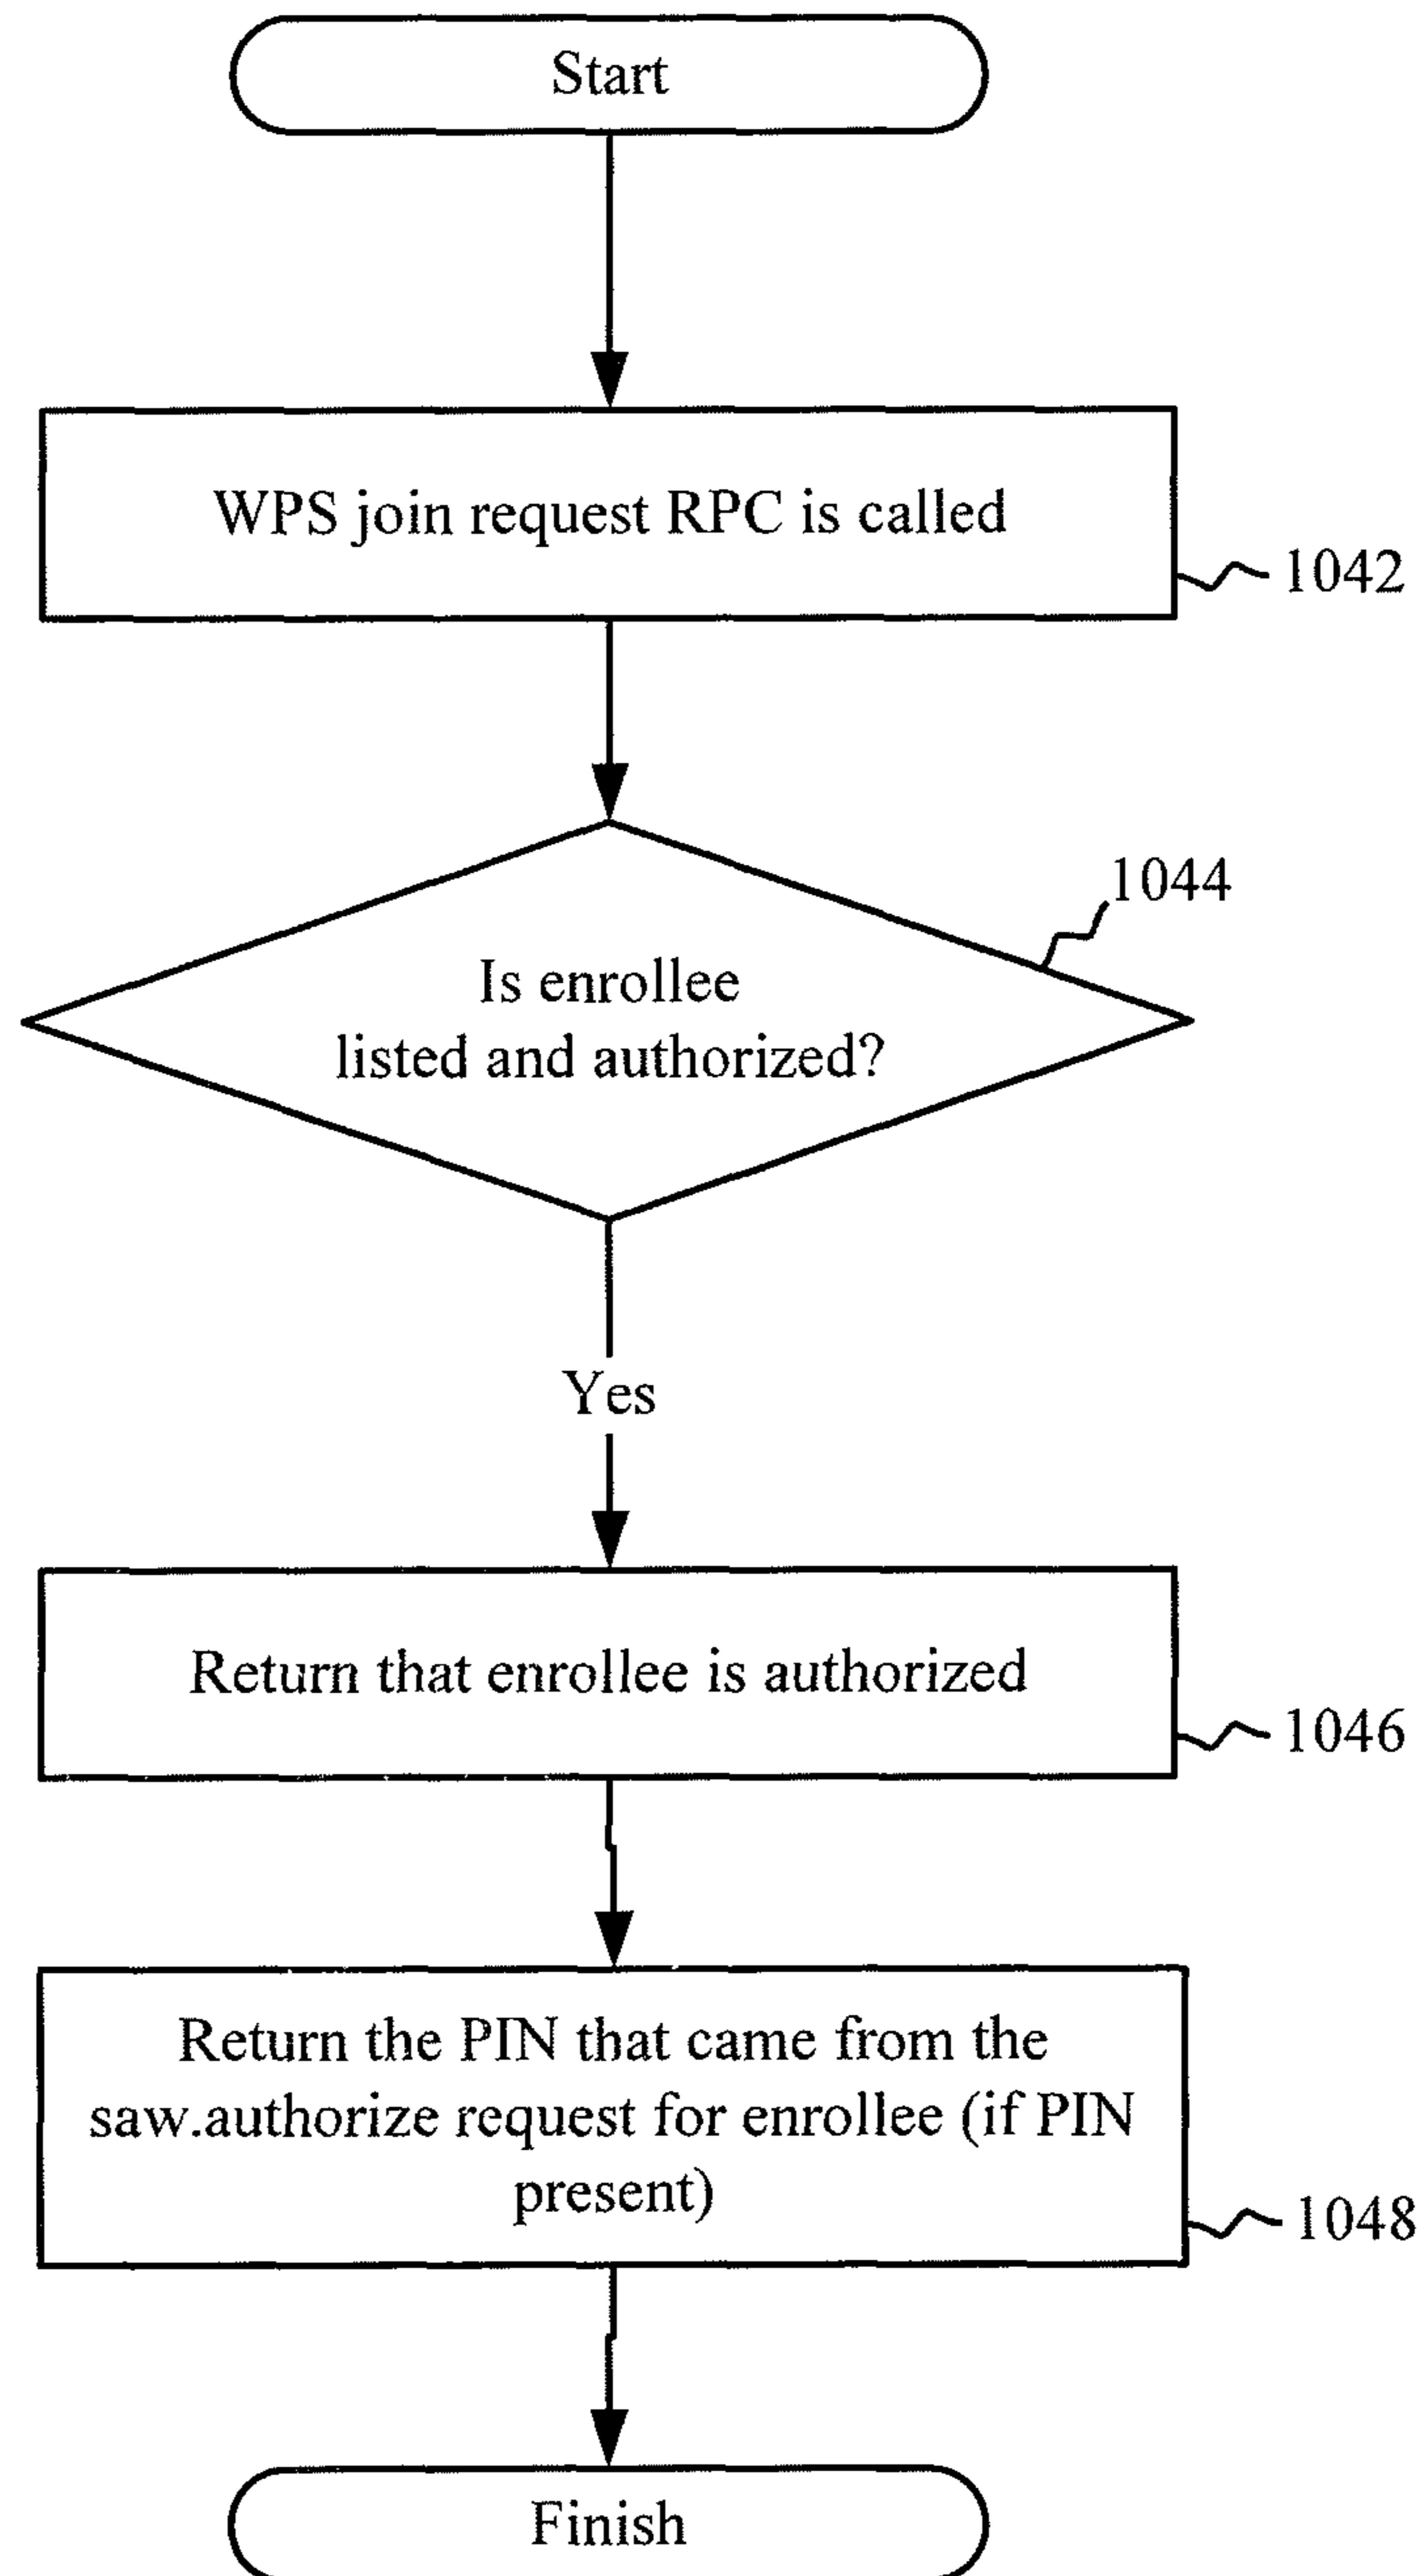 Start
WPS join request RPC is called
1042
1044
Is enrollee
listed and authorized?
Yes
Return that enrollee is authorized
1046
Return the PIN that came from the
saw.authorize request for enrollee (if PIN
present)
1048
Finish